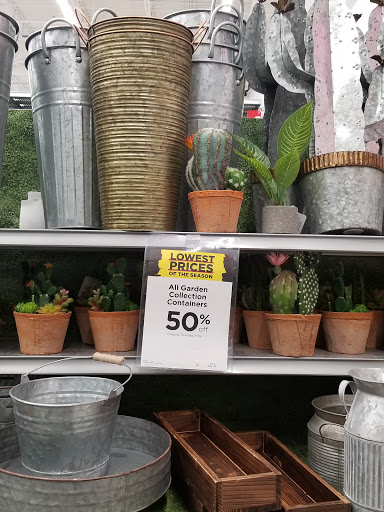 LOWEST
PRICES
OF THE SEASON
All Garden
Collection
Containers
50% off